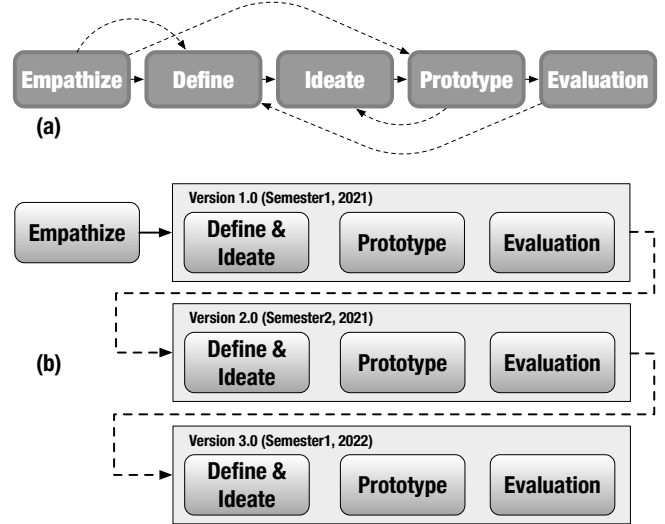 Empathize Define Ideate Prototype Evaluation
(a)
Version 1.0 (Semester1, 2021)
Empathize
Define &
Ideate
Prototype
Evaluation
Version 2.0 (Semester2, 2021)
(b)
Define &
Ideate
Prototype
Evaluation
Version 3.0 (Semester1, 2022)
Define &
Ideate
Prototype
Evaluation